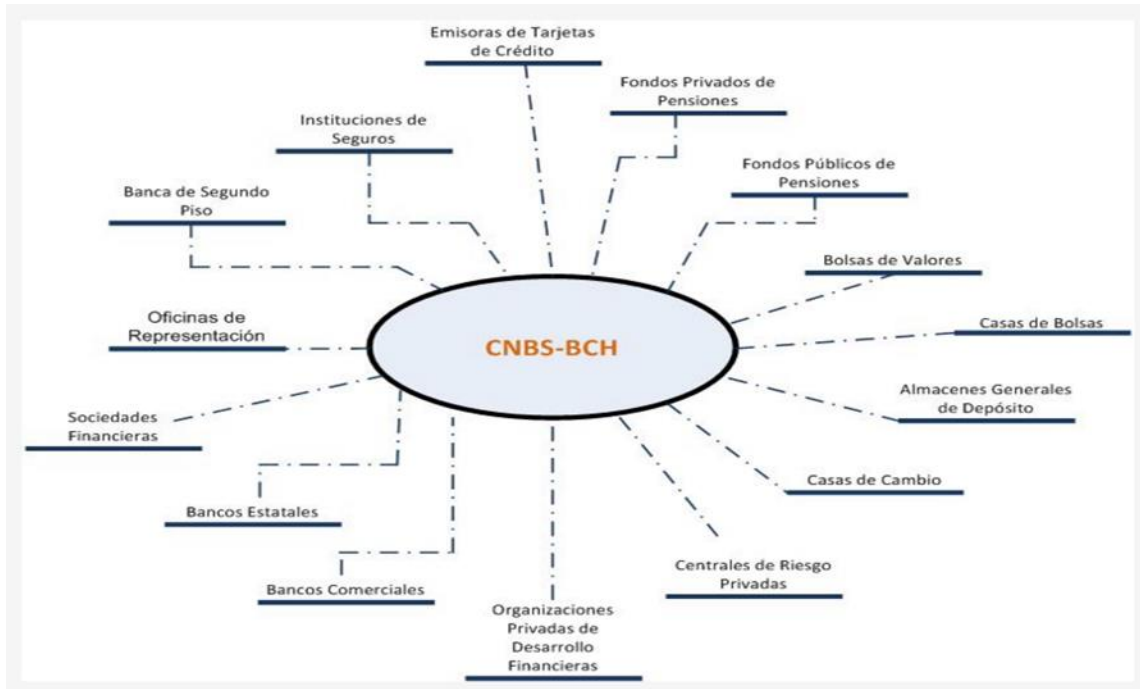 Emisoras de Tarjetas
de Crédito
Fondos Privados de
Pensiones
Instituciones de
Seguros
Fondos Públicos de
Pensiones
Banca de Segundo
Piso
Bolsas de Valores
Oficinas de
Representación
Casas de Bolsas
CNBS-BCH
Almacenes Generales
de Depósito
Sociedades
Financieras
Casas de Cambio
Bancos Estatales
Centrales de Riesgo
Privadas
Bancos Comerciales
Organizaciones
Privadas de
Desarrollo
Financieras